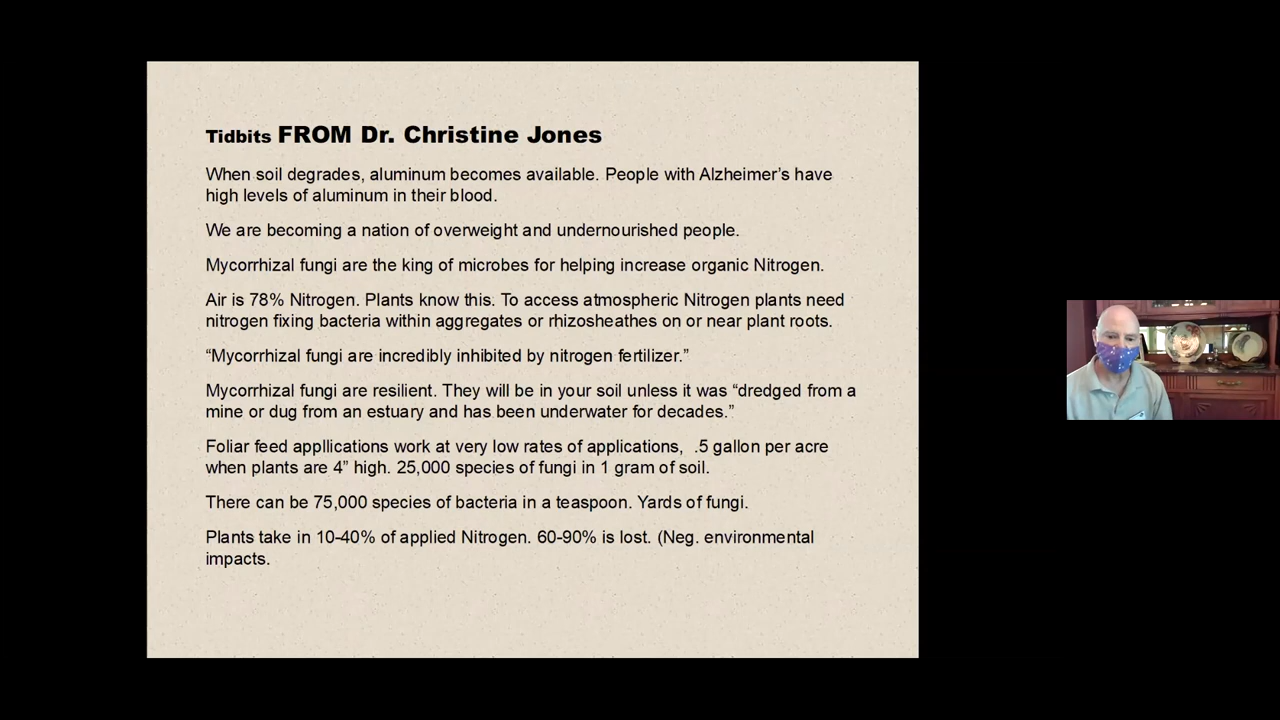 Tidbits FROM Dr. Christine Jones
When soil degrades, aluminum becomes available. People with Alzheimer’s have
high levels of aluminum in their blood.
We are becoming a nation of overweight and undernourished people.
Mycorrhizal fungi are the king of microbes for helping increase organic Nitrogen.
Air is 78% Nitrogen. Plants know this. To access atmospheric Nitrogen plants need
nitrogen fixing bacteria within aggregates or rhizosheathes on or near plant roots.
“Mycorrhizal fungi are incredibly inhibited by nitrogen fertilizer.”
Mycorrhizal fungi are resilient. They will be in your soil unless it was “dredged from a
mine or dug from an estuary and has been underwater for decades.”
Foliar feed appllications work at very low rates of applications, .5 gallon per acre
when plants are 4” high. 25,000 species of fungi in 1 gram of soil.
There can be 75,000 species of bacteria in a teaspoon. Yards of fungi.
Plants take in 10-40% of applied Nitrogen. 60-90% is lost. (Neg. environmental
impacts.